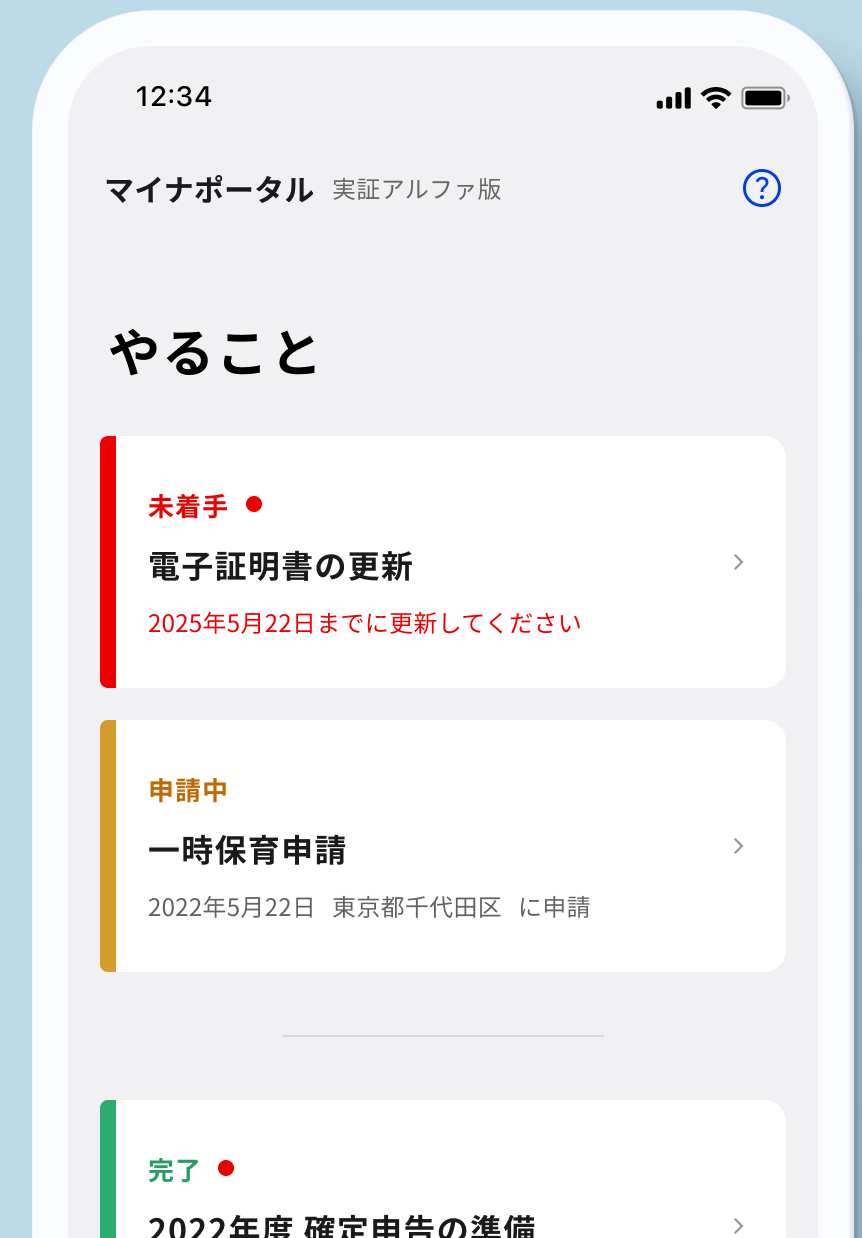 12:34
マイナポータル 実証アルファ版
やること
未着手
電子証明書の更新
2025年5月22日までに更新してください
申請中
一時保育申請
2022年5月22日 東京都千代田区 に申請
完了
2022年度 確定申告の準備